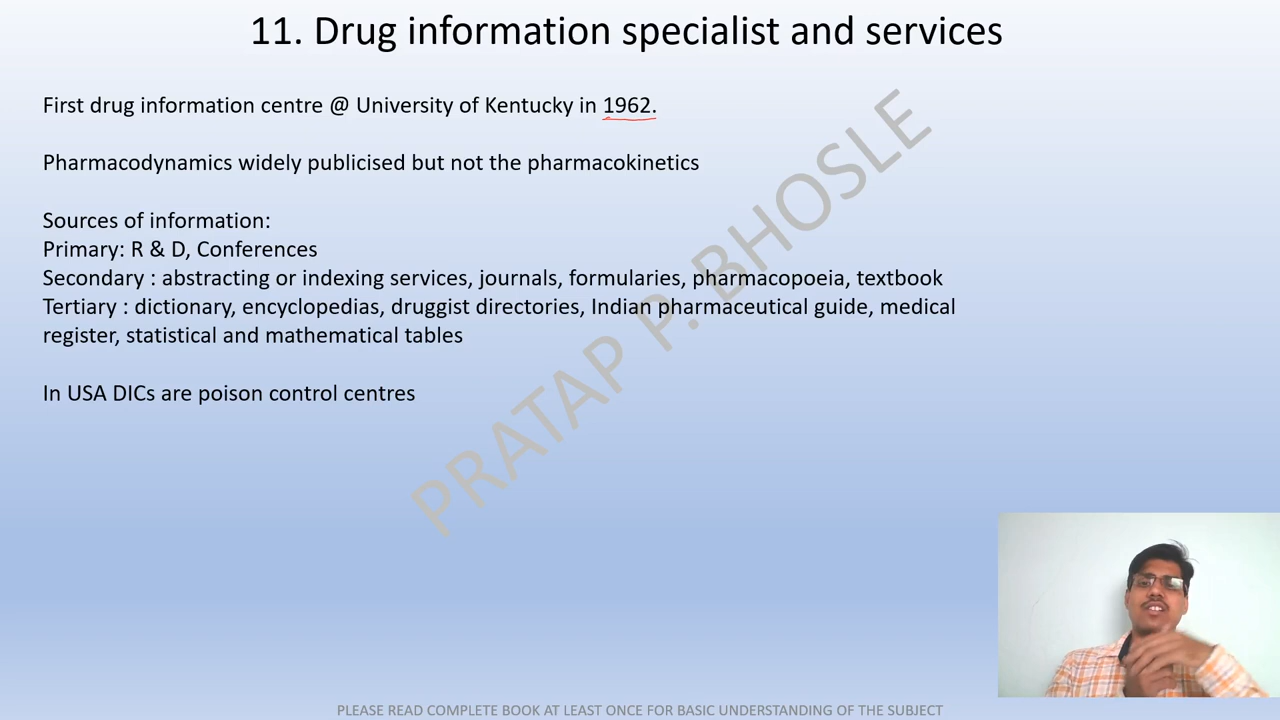 11. Drug information specialist and services
First drug information centre @ University of Kentucky in 1962.
Pharmacodynamics widely publicised but not the pharmacokinetics
Sources of information:
Primary: R & D, Conferences
Secondary : abstracting or indexing services, journals, formularies, pharmacopoeia, textbook
Tertiary : dictionary, encyclopedias, druggist directories, Indian pharmaceutical guide, medical
register, statistical and mathematical tables
In USA DICs are poison control centres
PRATAP P. BHOSLE
PLEASE READ COMPLETE BOOK AT LEAST ONCE FOR BASIC UNDERSTANDING OF THE SUBJECT